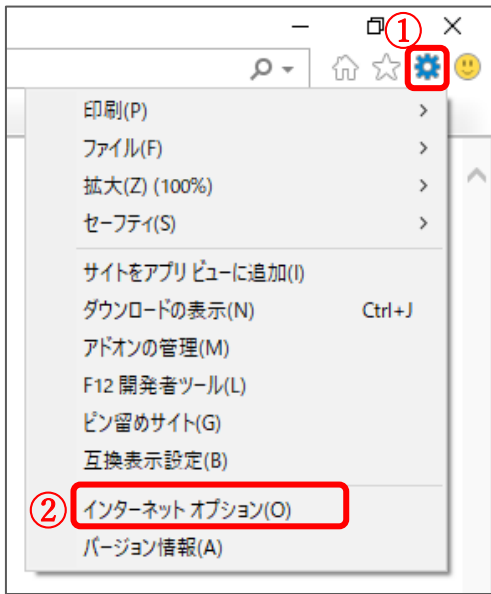 ①
印刷(P)
ファイル(F)
拡大(Z) (100%)
セーフティ(S)
サイトをアプリ ビューに追加(I)
ダウンロードの表示(N) Ctrl+J
アドオンの管理(M)
F12 開発者ツール(L)
ピン留めサイト(G)
互換表示設定(B)
② インターネット オプション(O)
バージョン情報(A)